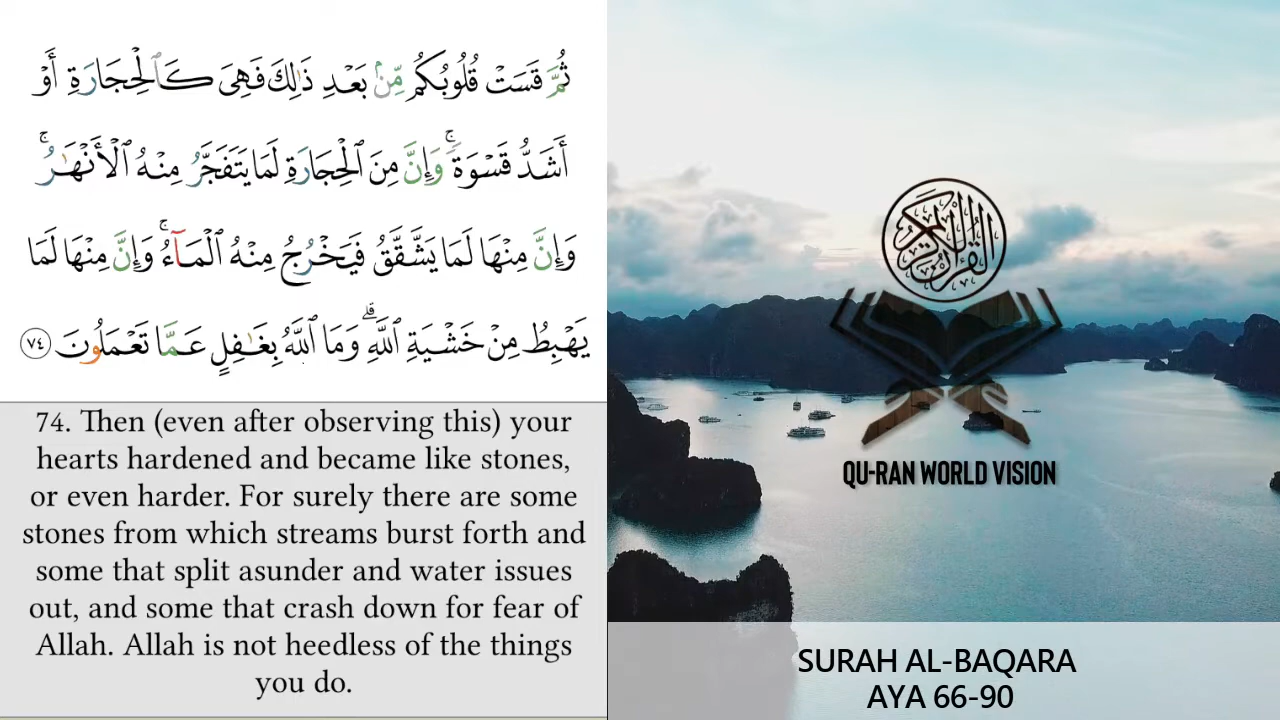 ثُمَّ قَسَتْ قُلُوبُكُم مِّنۢ بَعْدِ ذَٰلِكَ فَهِىَ كَٱلْحِجَارَةِ أَوْ
أَشَدُّ قَسْوَةً ۚ وَإِنَّ مِنَ ٱلْحِجَارَةِ لَمَا يَتَفَجَّرُ مِنْهُ ٱلْأَنْهَـٰرُ ۚ
وَإِنَّ مِنْهَا لَمَا يَشَّقَّقُ فَيَخْرُجُ مِنْهُ ٱلْمَآءُ ۚ وَإِنَّ مِنْهَا لَمَا
يَهْبِطُ مِنْ خَشْيَةِ ٱللَّهِ ۗ وَمَا ٱللَّهُ بِغَـٰفِلٍ عَمَّا تَعْمَلُونَ ٧٤
74. Then (even after observing this) your
hearts hardened and became like stones,
or even harder. For surely there are some
stones from which streams burst forth and
some that split asunder and water issues
out, and some that crash down for fear of
Allah. Allah is not heedless of the things
you do.
القرآن الكريم
QU-RAN WORLD VISION
SURAH AL-BAQARA
AYA 66-90